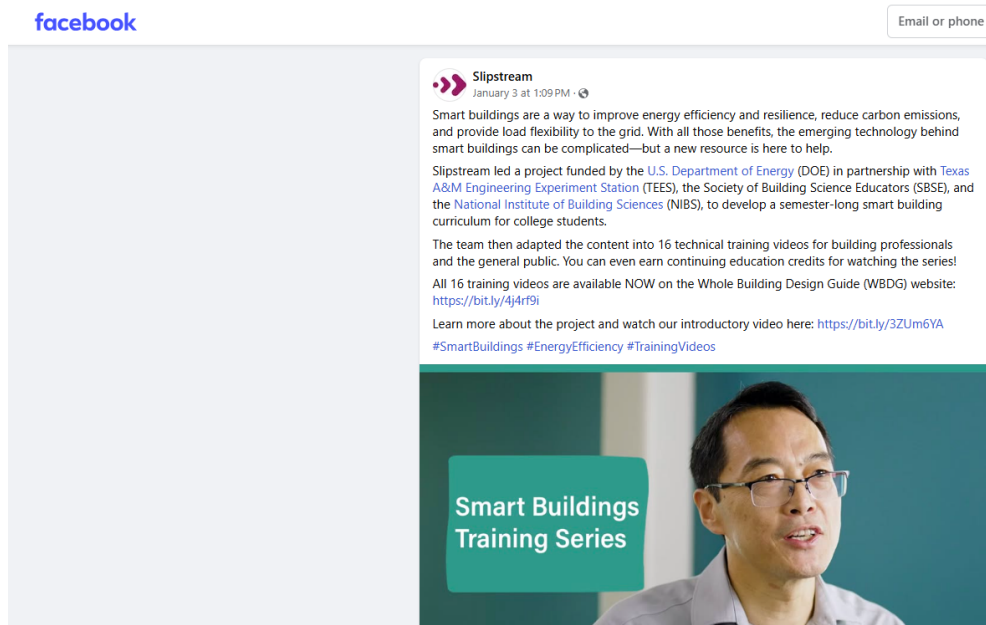 facebook
Email or phone
Slipstream
January 3 at 1:09 PM ·
Smart buildings are a way to improve energy efficiency and resilience, reduce carbon emissions,
and provide load flexibility to the grid. With all those benefits, the emerging technology behind
smart buildings can be complicated—but a new resource is here to help.
Slipstream led a project funded by the U.S. Department of Energy (DOE) in partnership with Texas
A&M Engineering Experiment Station (TEES), the Society of Building Science Educators (SBSE), and
the National Institute of Building Sciences (NIBS), to develop a semester-long smart building
curriculum for college students.
The team then adapted the content into 16 technical training videos for building professionals
and the general public. You can even earn continuing education credits for watching the series!
All 16 training videos are available NOW on the Whole Building Design Guide (WBDG) website:
https://bit.ly/4j4rf9i
Learn more about the project and watch our introductory video here: https://bit.ly/3ZUm6YA
#SmartBuildings #EnergyEfficiency #TrainingVideos
Smart Buildings
Training Series